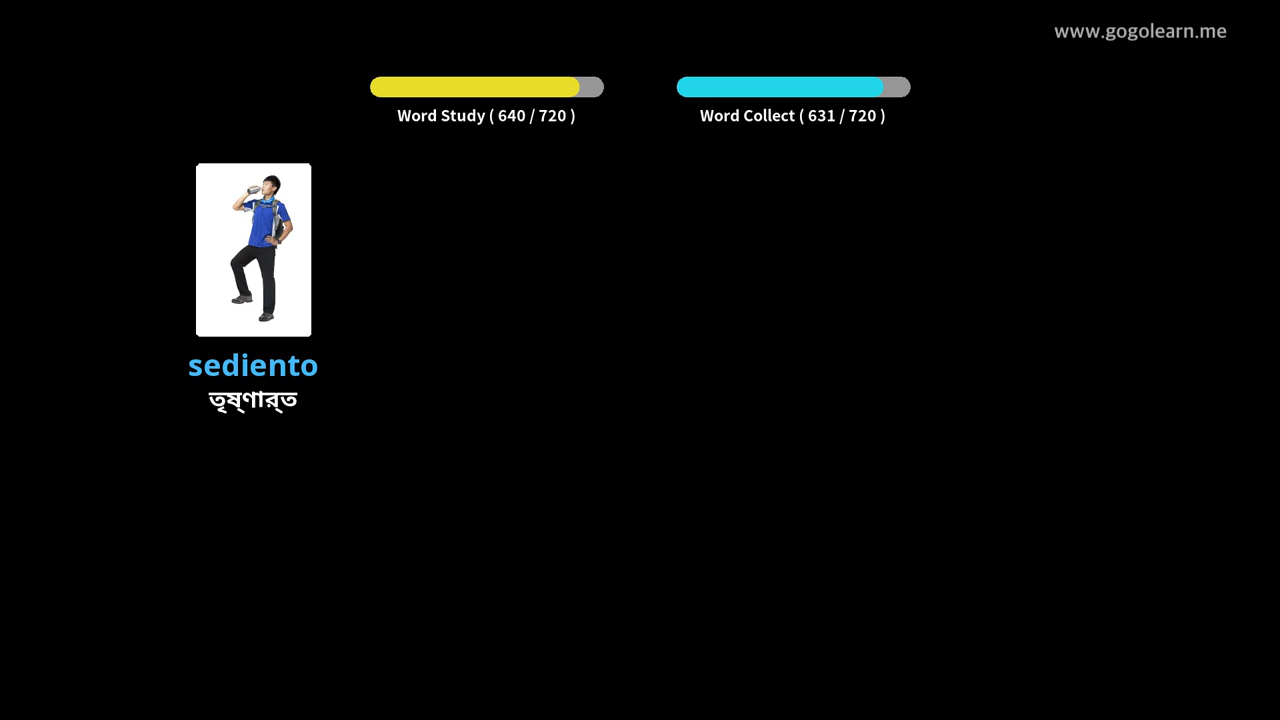 www.gogolearn.me
Word Study ( 640 / 720 )
Word Collect ( 631 / 720 )
sediento
তৃষ্ণার্ত